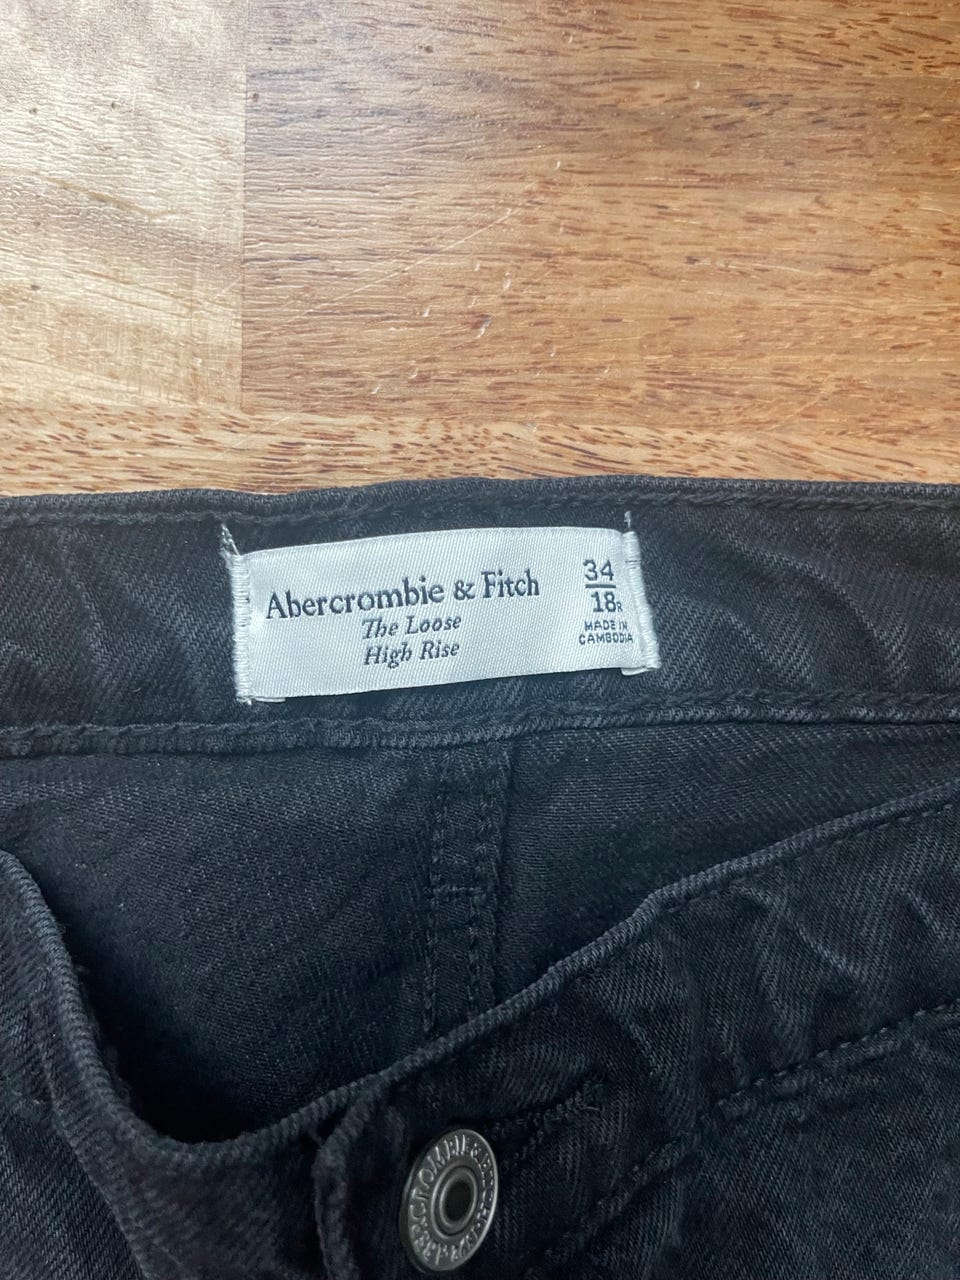 Abercrombie & Fitch
The Loose
High Rise
34
18R
MADE IN
CAMBODIA